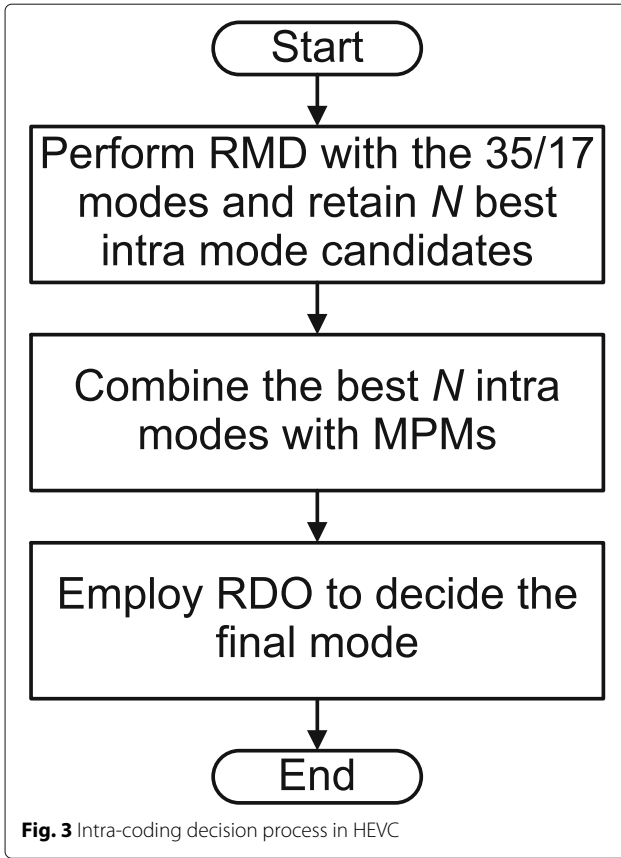 Start
Perform RMD with the 35/17
modes and retain N best
intra mode candidates
Combine the best N intra
modes with MPMs
Employ RDO to decide the
final mode
End
Fig. 3 Intra-coding decision process in HEVC